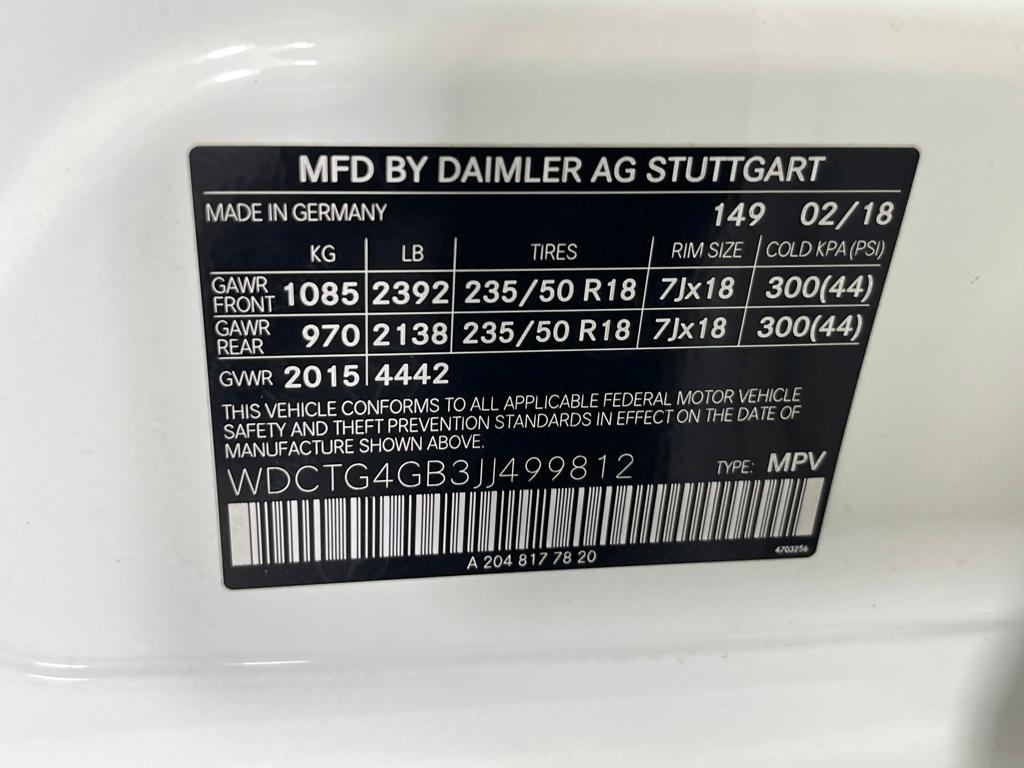 MFD BY DAIMLER AG STUTTGART
MADE IN GERMANY 149 02/18
KG LB TIRES RIM SIZE COLD KPA (PSI)
GAWR FRONT 1085 2392 235/50 R18 7Jx18 300(44)
GAWR REAR 970 2138 235/50 R18 7Jx18 300(44)
GVWR 2015 4442
THIS VEHICLE CONFORMS TO ALL APPLICABLE FEDERAL MOTOR VEHICLE
SAFETY AND THEFT PREVENTION STANDARDS IN EFFECT ON THE DATE OF
MANUFACTURE SHOWN ABOVE.
WDCTG4GB3JJ499812 TYPE: MPV
A 204 817 78 20 4703256